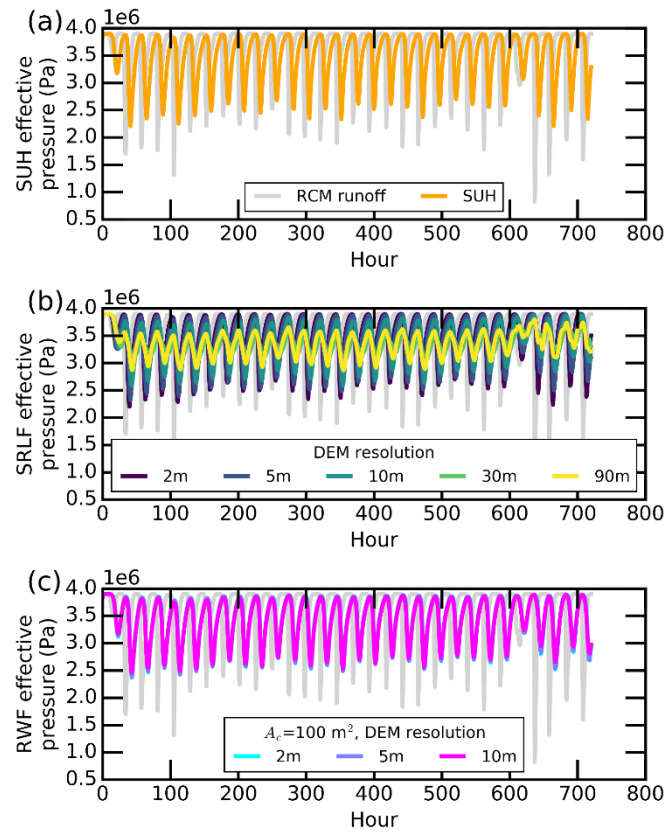 (a)
1e6
4.0
3.5
3.0
2.5
2.0
1.5
1.0
0.5
SUH effective
pressure (Pa)
RCM runoff SUH
0 100 200 300 400 500 600 700 800
Hour
(b)
1e6
4.0
3.5
3.0
2.5
2.0
1.5
1.0
0.5
SRLF effective
pressure (Pa)
DEM resolution
2m 5m 10m 30m 90m
0 100 200 300 400 500 600 700 800
Hour
(c)
1e6
4.0
3.5
3.0
2.5
2.0
1.5
1.0
0.5
RWF effective
pressure (Pa)
A_c=100 m², DEM resolution
2m 5m 10m
0 100 200 300 400 500 600 700 800
Hour